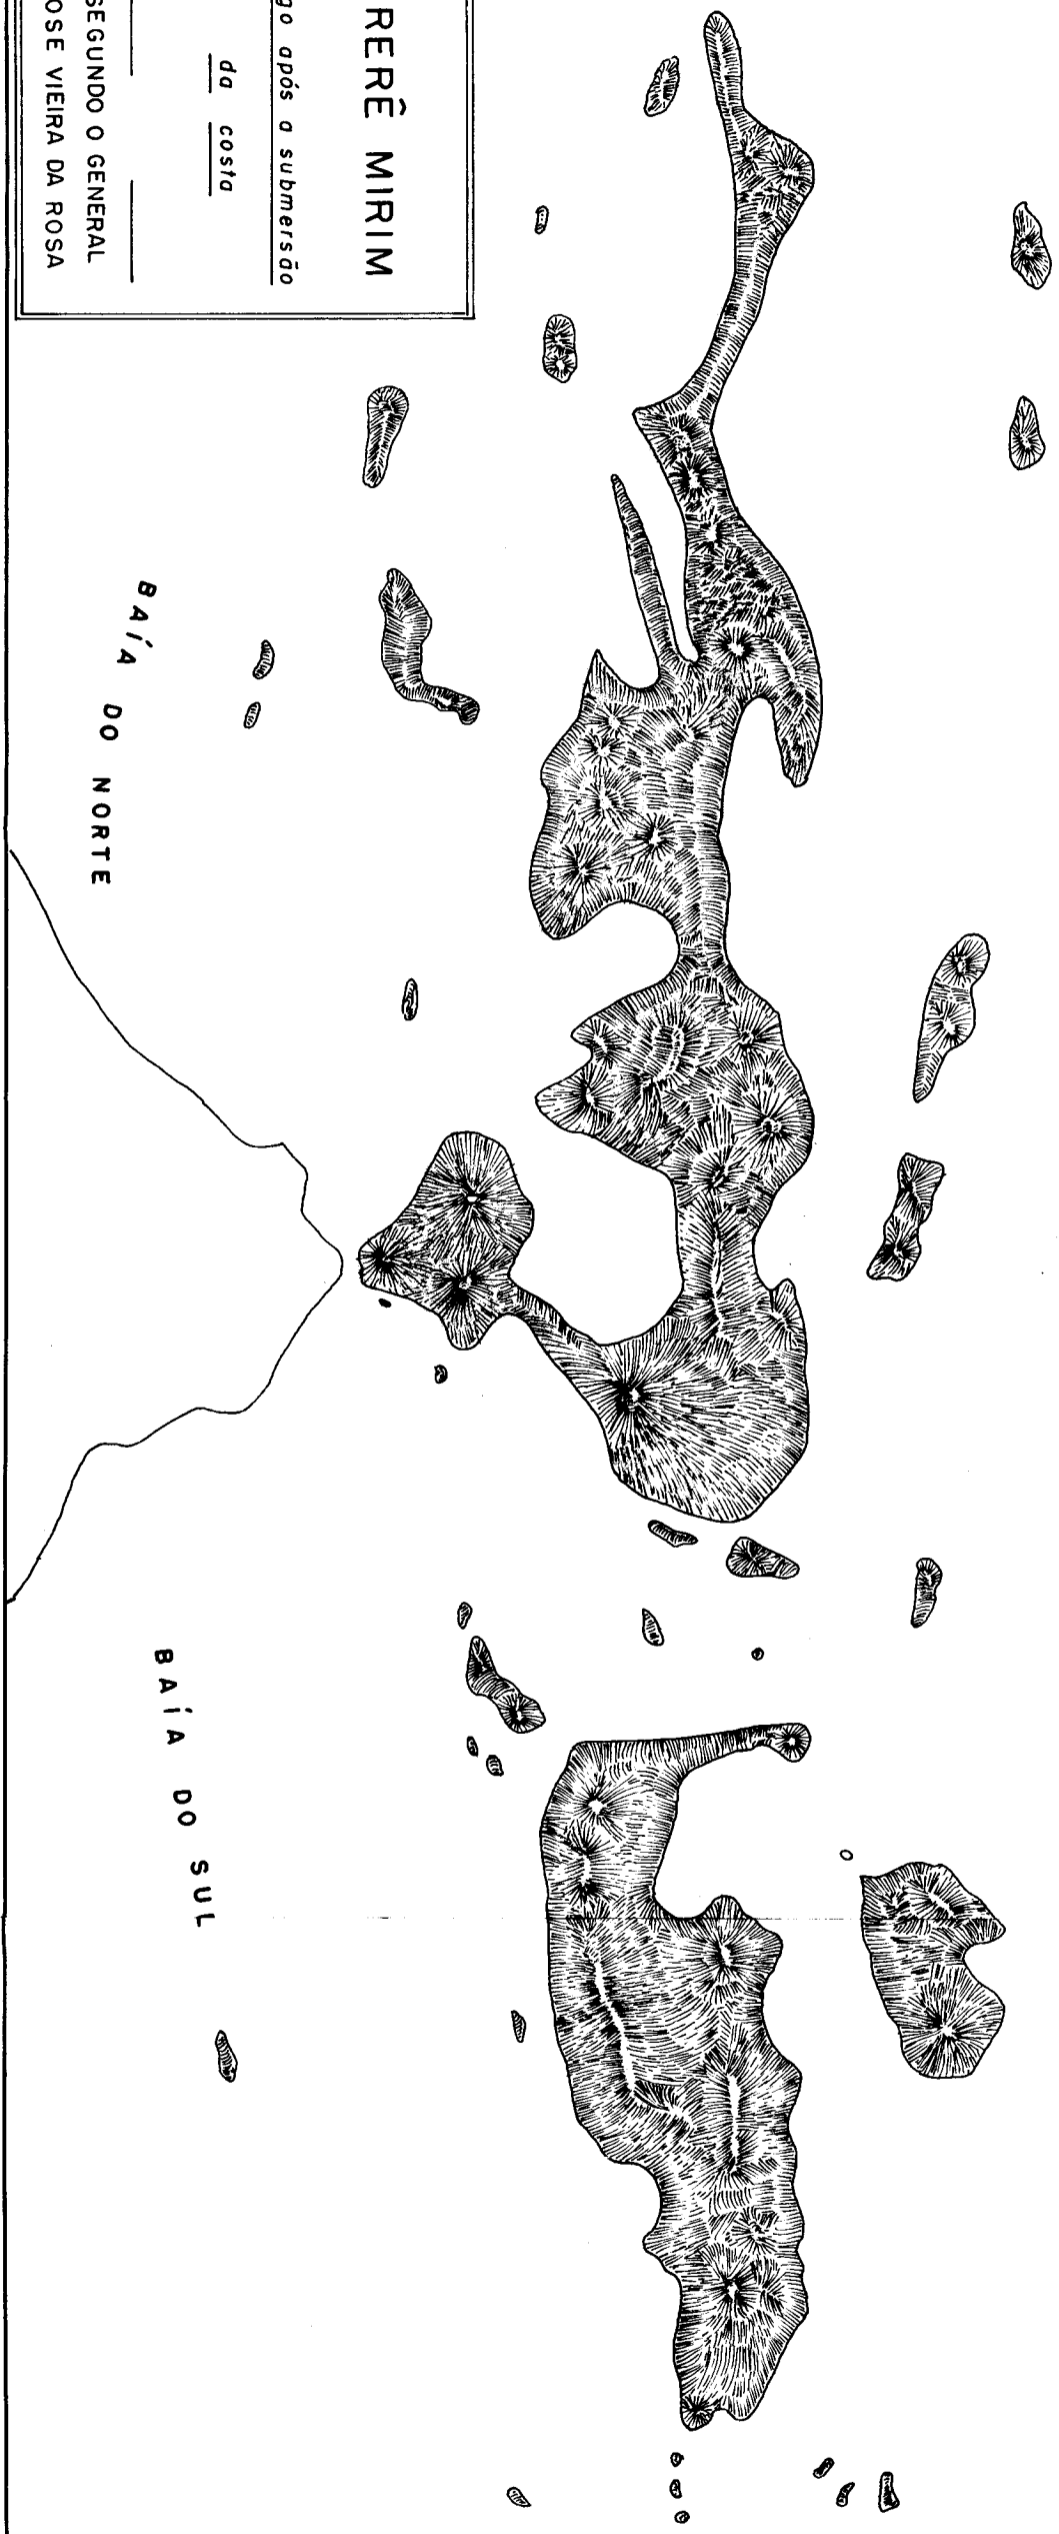 RERÊ MIRIM
go após a submersão
da costa
SEGUNDO O GENERAL
OSE VIEIRA DA ROSA
BAÍA DO NORTE
BAÍA DO SUL